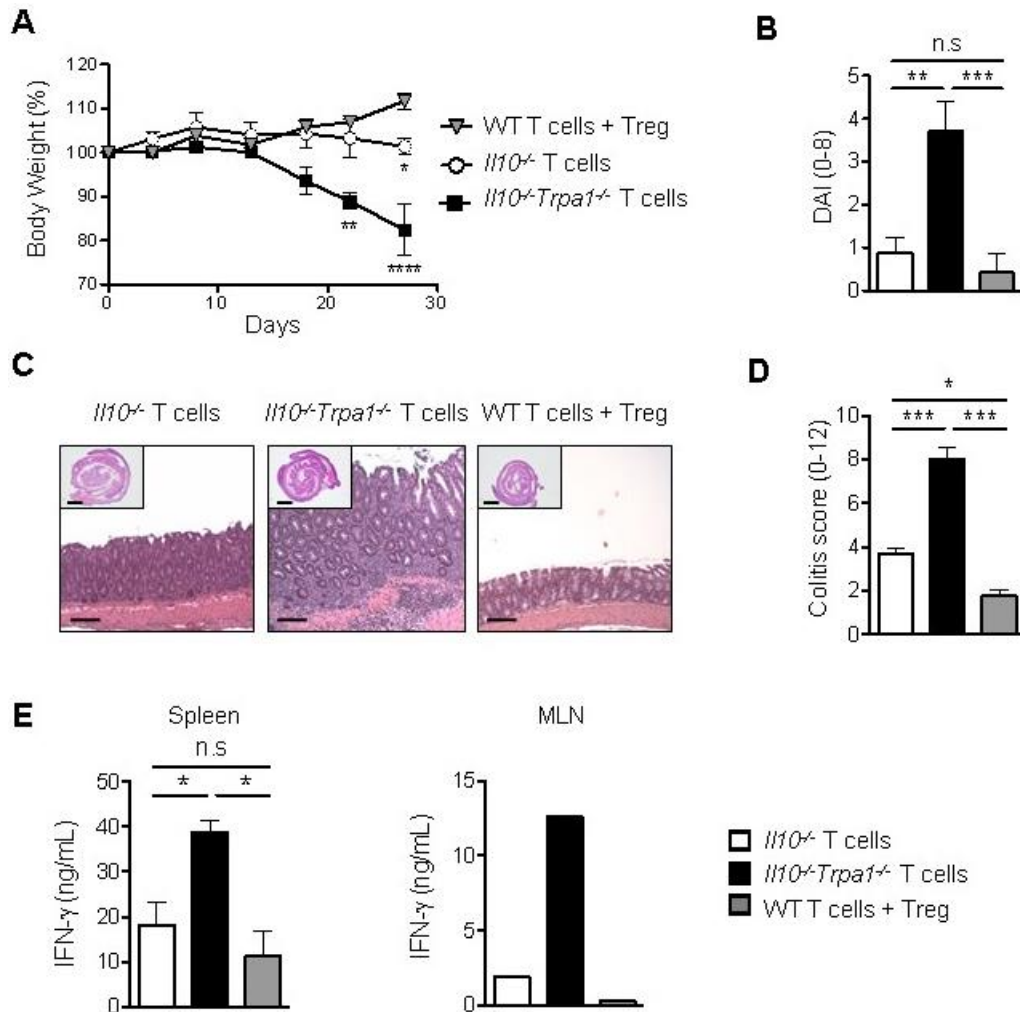 A
Body Weight (%)
120
110
100
90
80
70
0
10
20
30
Days
*
**
****
WT T cells + Treg
Il10-/- T cells
Il10-/-Trpa1-/- T cells
B
n.s
** ***
DAI (0-8)
5
4
3
2
1
0
C
Il10-/- T cells Il10-/-Trpa1-/- T cells WT T cells + Treg
D
*
*** ***
Colitis score (0-12)
10
8
6
4
2
0
E
Spleen
n.s
* *
IFN-γ (ng/mL)
50
40
30
20
10
0
MLN
IFN-γ (ng/mL)
15
10
5
0
Il10-/- T cells
Il10-/-Trpa1-/- T cells
WT T cells + Treg